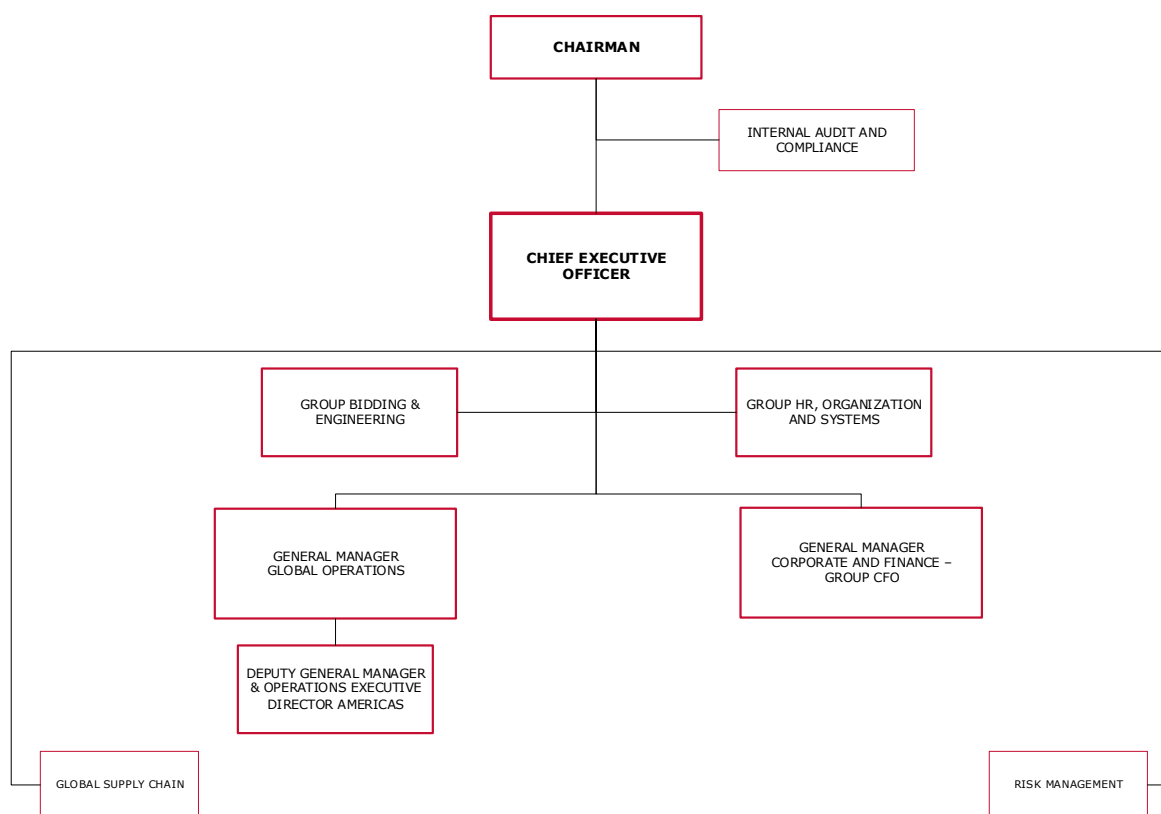 CHAIRMAN
INTERNAL AUDIT AND
COMPLIANCE
CHIEF EXECUTIVE
OFFICER
GROUP BIDDING &
ENGINEERING
GROUP HR, ORGANIZATION
AND SYSTEMS
GENERAL MANAGER
GLOBAL OPERATIONS
GENERAL MANAGER
CORPORATE AND FINANCE –
GROUP CFO
DEPUTY GENERAL MANAGER
& OPERATIONS EXECUTIVE
DIRECTOR AMERICAS
GLOBAL SUPPLY CHAIN
RISK MANAGEMENT